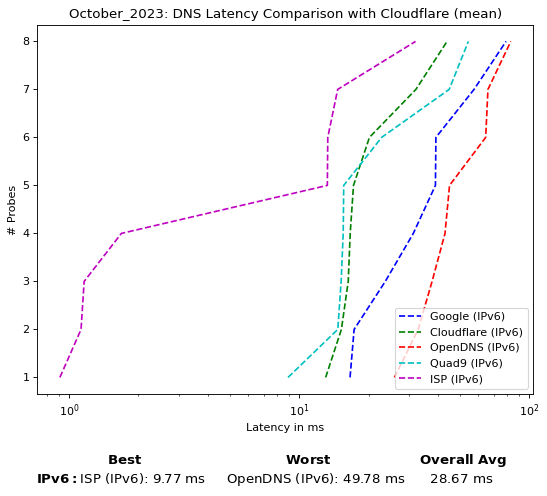 October_2023: DNS Latency Comparison with Cloudflare (mean)
# Probes
8
7
6
5
4
3
2
1
Google (IPv6)
Cloudflare (IPv6)
OpenDNS (IPv6)
Quad9 (IPv6)
ISP (IPv6)
10⁰ 10¹ 10²
Latency in ms
Best Worst Overall Avg
IPv6: ISP (IPv6): 9.77 ms OpenDNS (IPv6): 49.78 ms 28.67 ms